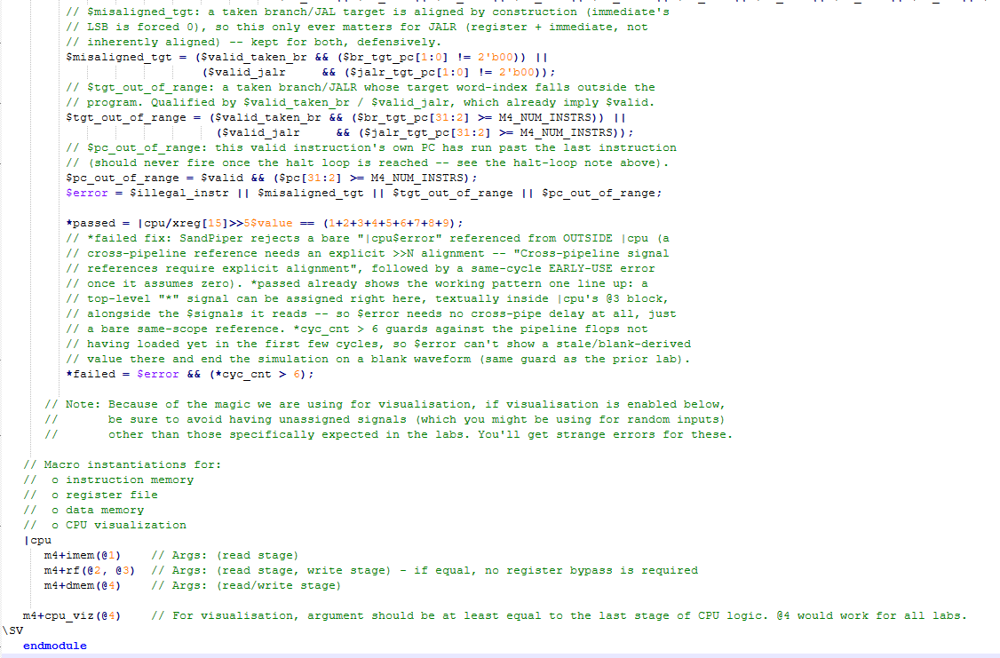 // $misaligned_tgt: a taken branch/JAL target is aligned by construction (immediate's
// LSB is forced 0), so this only ever matters for JALR (register + immediate, not
// inherently aligned) -- kept for both, defensively.
$misaligned_tgt = ($valid_taken_br && ($br_tgt_pc[1:0] != 2'b00)) ||
($valid_jalr     && ($jalr_tgt_pc[1:0] != 2'b00));
// $tgt_out_of_range: a taken branch/JALR whose target word-index falls outside the
// program. Qualified by $valid_taken_br / $valid_jalr, which already imply $valid.
$tgt_out_of_range = ($valid_taken_br && ($br_tgt_pc[31:2] >= M4_NUM_INSTRS)) ||
($valid_jalr     && ($jalr_tgt_pc[31:2] >= M4_NUM_INSTRS));
// $pc_out_of_range: this valid instruction's own PC has run past the last instruction
// (should never fire once the halt loop is reached -- see the halt-loop note above).
$pc_out_of_range = $valid && ($pc[31:2] >= M4_NUM_INSTRS);
$error = $illegal_instr || $misaligned_tgt || $tgt_out_of_range || $pc_out_of_range;
*passed = |cpu/xreg[15]>>5$value == (1+2+3+4+5+6+7+8+9);
// *failed fix: SandPiper rejects a bare "|cpu$error" referenced from OUTSIDE |cpu (a
// cross-pipeline reference needs an explicit >>N alignment -- "Cross-pipeline signal
// references require explicit alignment", followed by a same-cycle EARLY-USE error
// once it assumes zero). *passed already shows the working pattern one line up: a
// top-level "*" signal can be assigned right here, textually inside |cpu's @3 block,
// alongside the $signals it reads -- so $error needs no cross-pipe delay at all, just
// a bare same-scope reference. *cyc_cnt > 6 guards against the pipeline flops not
// having loaded yet in the first few cycles, so $error can't show a stale/blank-derived
// value there and end the simulation on a blank waveform (same guard as the prior lab).
*failed = $error && (*cyc_cnt > 6);
// Note: Because of the magic we are using for visualisation, if visualisation is enabled below,
//       be sure to avoid having unassigned signals (which you might be using for random inputs)
//       other than those specifically expected in the labs. You'll get strange errors for these.
// Macro instantiations for:
//  o instruction memory
//  o register file
//  o data memory
//  o CPU visualization
|cpu
m4+imem(@1)    // Args: (read stage)
m4+rf(@2, @3)  // Args: (read stage, write stage) - if equal, no register bypass is required
m4+dmem(@4)    // Args: (read/write stage)
m4+cpu_viz(@4)    // For visualisation, argument should be at least equal to the last stage of CPU logic. @4 would work for all labs.
\SV
endmodule